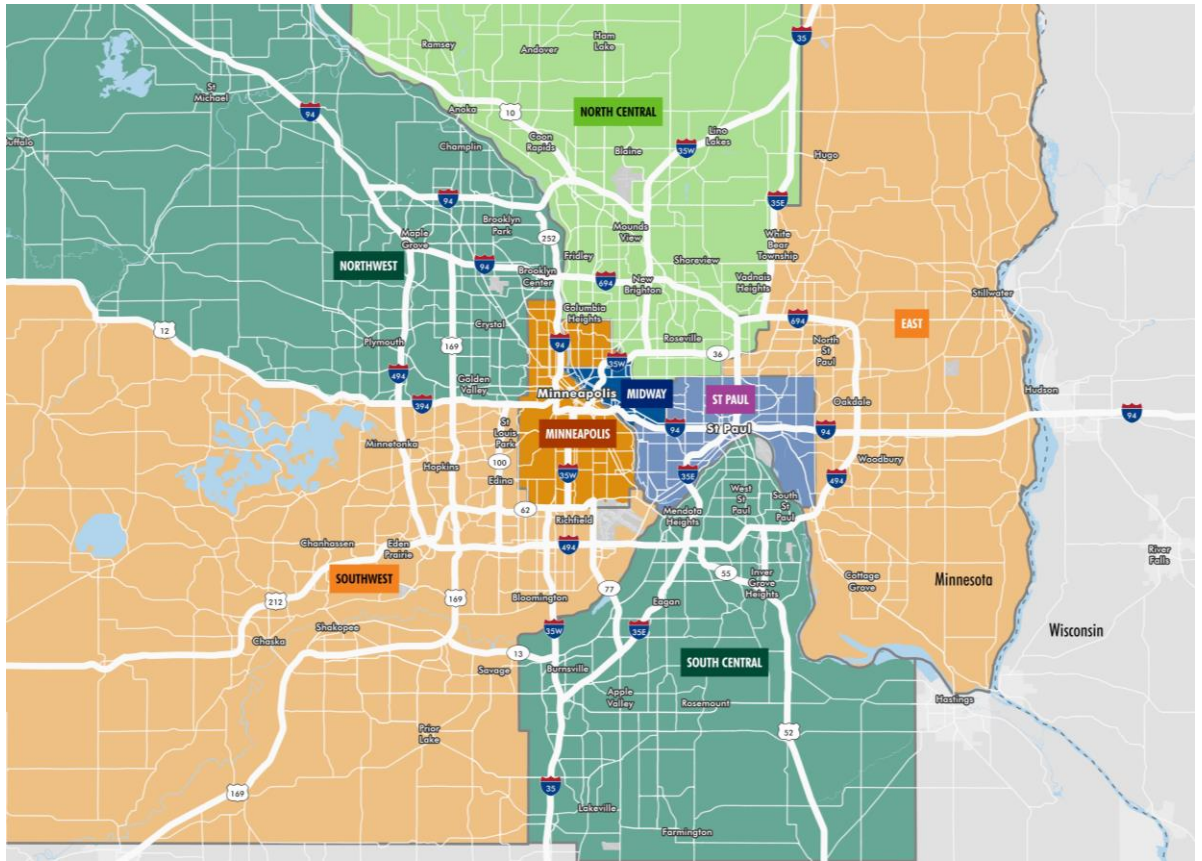 35
Ramsey
Andover
Ham
Lake
St
Michael
94
Anoka
10
NORTH CENTRAL
Coon
Rapids
Lino
Lakes
Champlin
Blaine
35W
Hugo
94
35E
Brooklyn
Park
Mounds
View
Maple
Grove
252
White
Bear
Township
NORTHWEST
94
Fridley
Shoreview
Brooklyn
Center
694
New
Brighton
Vadnais
Heights
Stillwater
Columbia
Heights
12
Crystal
694
EAST
Plymouth
169
94
Roseville
36
North
St
Paul
35W
494
Golden
Valley
Minneapolis
MIDWAY
ST PAUL
Hudson
394
Oakdale
94
St
Louis
Park
MINNEAPOLIS
94
St Paul
94
Minnetonka
Hopkins
100
Woodbury
35W
35E
494
Edina
West
St
Paul
South
St
Paul
62
Richfield
Mendota
Heights
Chanhassen
Eden
Prairie
494
River
Falls
SOUTHWEST
55
Inver
Grove
Heights
Cottage
Grove
Minnesota
77
212
169
Bloomington
Eagan
Shakopee
35W
35E
Wisconsin
Chaska
13
Savage
Burnsville
SOUTH CENTRAL
Apple
Valley
Rosemount
Hastings
Prior
Lake
52
169
35
Lakeville
Farmington